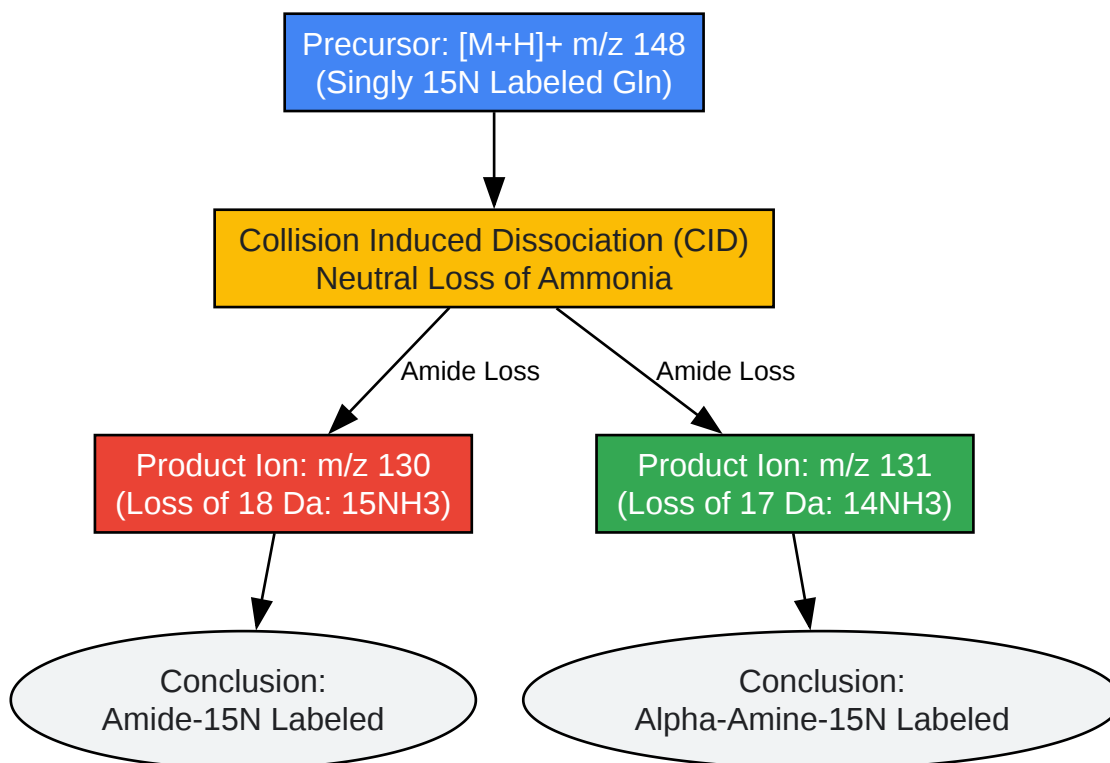 Precursor: [M+H]+ m/z 148
(Singly 15N Labeled Gln)
Collision Induced Dissociation (CID)
Neutral Loss of Ammonia
Amide Loss
Amide Loss
Product Ion: m/z 130
(Loss of 18 Da: 15NH3)
Product Ion: m/z 131
(Loss of 17 Da: 14NH3)
Conclusion:
Amide-15N Labeled
Conclusion:
Alpha-Amine-15N Labeled